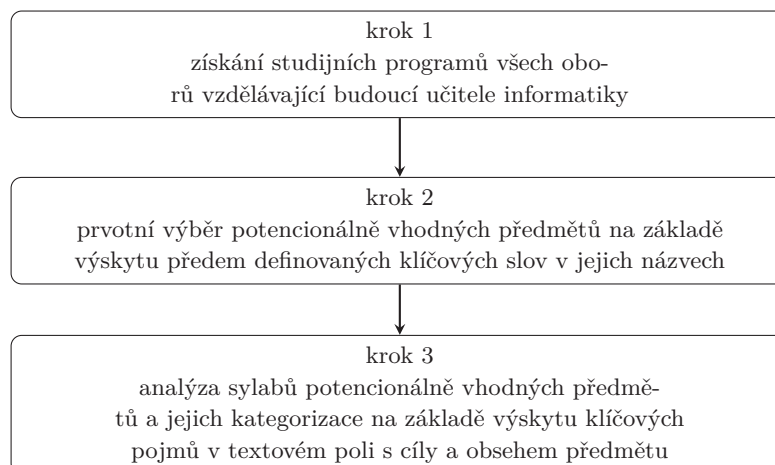 krok 1
získání studijních programů všech obo-
rů vzdělávající budoucí učitele informatiky
krok 2
prvotní výběr potencionálně vhodných předmětů na základě
výskytu předem definovaných klíčových slov v jejich názvech
krok 3
analýza sylabů potencionálně vhodných předmě-
tů a jejich kategorizace na základě výskytu klíčových
pojmů v textovém poli s cíly a obsehem předmětu